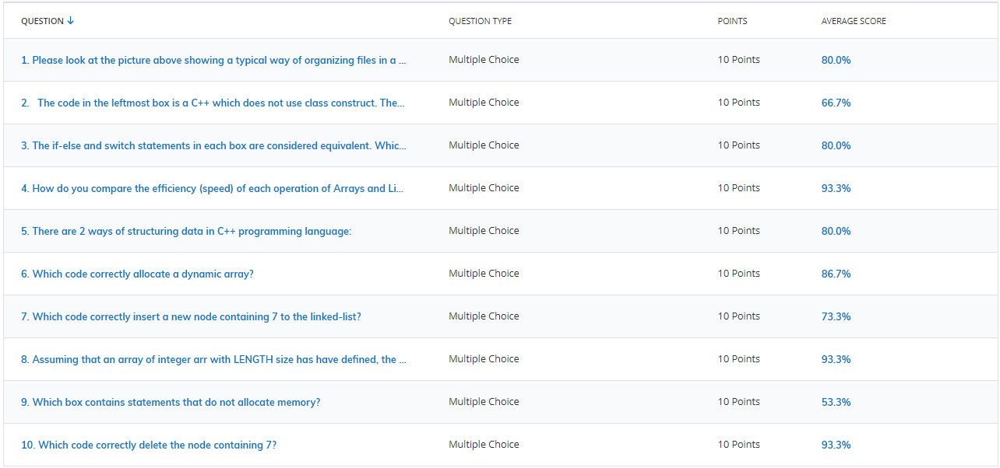 QUESTION ↓ QUESTION TYPE POINTS AVERAGE SCORE
1. Please look at the picture above showing a typical way of organizing files in a ... Multiple Choice 10 Points 80.0%
2. The code in the leftmost box is a C++ which does not use class construct. The... Multiple Choice 10 Points 66.7%
3. The if-else and switch statements in each box are considered equivalent. Whic... Multiple Choice 10 Points 80.0%
4. How do you compare the efficiency (speed) of each operation of Arrays and Li... Multiple Choice 10 Points 93.3%
5. There are 2 ways of structuring data in C++ programming language: Multiple Choice 10 Points 80.0%
6. Which code correctly allocate a dynamic array? Multiple Choice 10 Points 86.7%
7. Which code correctly insert a new node containing 7 to the linked-list? Multiple Choice 10 Points 73.3%
8. Assuming that an array of integer arr with LENGTH size has have defined, the ... Multiple Choice 10 Points 93.3%
9. Which box contains statements that do not allocate memory? Multiple Choice 10 Points 53.3%
10. Which code correctly delete the node containing 7? Multiple Choice 10 Points 93.3%